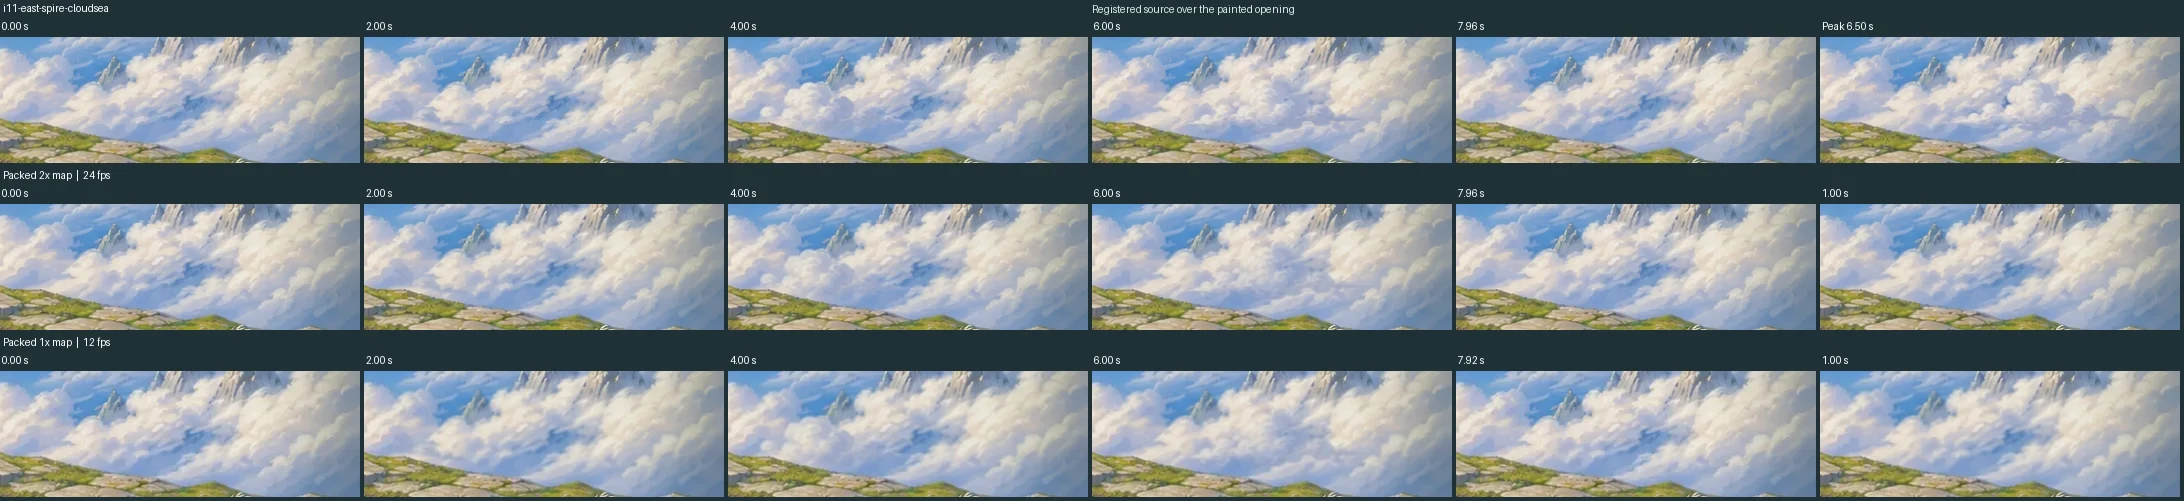 i11-east-spire-cloudsea
Registered source over the painted opening
0.00 s 2.00 s 4.00 s 6.00 s 7.96 s Peak 6.50 s
Packed 2x map | 24 fps
0.00 s 2.00 s 4.00 s 6.00 s 7.96 s 1.00 s
Packed 1x map | 12 fps
0.00 s 2.00 s 4.00 s 6.00 s 7.92 s 1.00 s